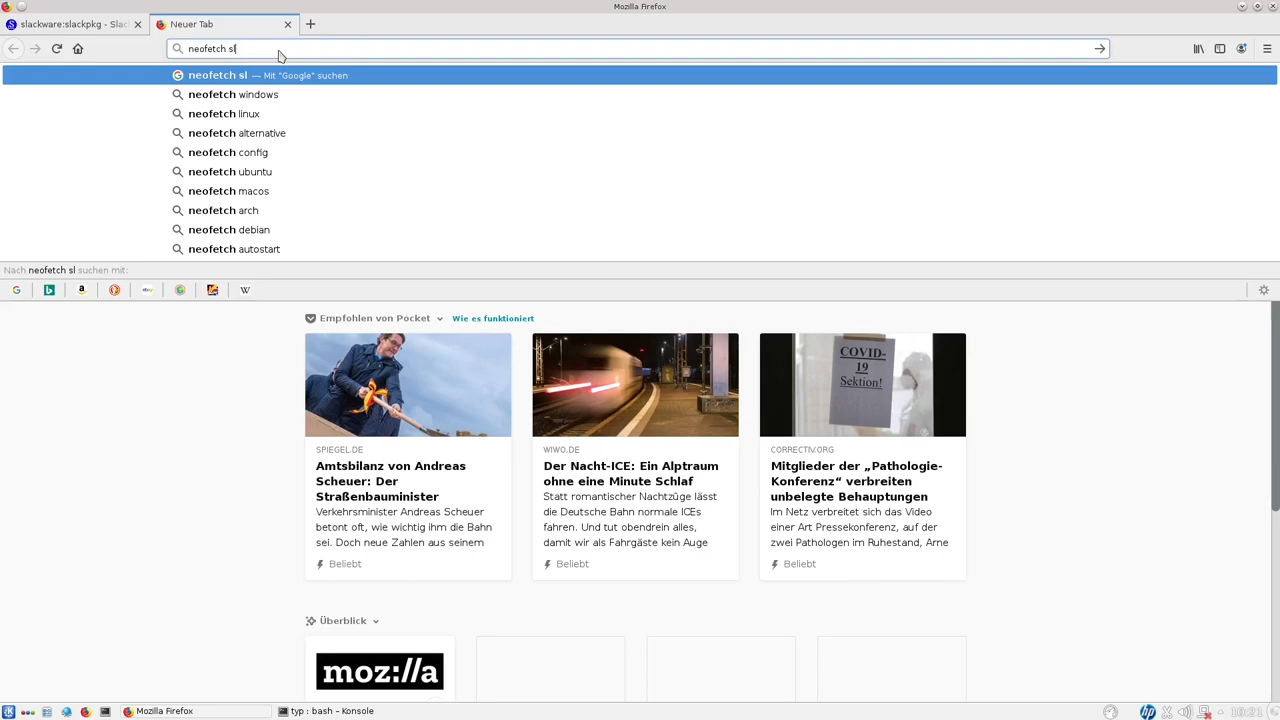 Mozilla Firefox
slackware:slackpkg - Slac
Neuer Tab
neofetch sl
neofetch sl — Mit "Google" suchen
neofetch windows
neofetch linux
neofetch alternative
neofetch config
neofetch ubuntu
neofetch macos
neofetch arch
neofetch debian
neofetch autostart
Nach neofetch sl suchen mit:
Empfohlen von Pocket
Wie es funktioniert
COVID-
19
Sektion!
SPIEGEL.DE
Amtsbilanz von Andreas
Scheuer: Der
Straßenbauminister
Verkehrsminister Andreas Scheuer
betont oft, wie wichtig ihm die Bahn
sei. Doch neue Zahlen aus seinem
Beliebt
WIWO.DE
Der Nacht-ICE: Ein Alptraum
ohne eine Minute Schlaf
Statt romantischer Nachtzüge lässt
die Deutsche Bahn normale ICEs
fahren. Und tut obendrein alles,
damit wir als Fahrgäste kein Auge
Beliebt
CORRECTIV.ORG
Mitglieder der „Pathologie-
Konferenz“ verbreiten
unbelegte Behauptungen
Im Netz verbreitet sich das Video
einer Art Pressekonferenz, auf der
zwei Pathologen im Ruhestand, Arne
Beliebt
Überblick
moz://a
Mozilla Firefox
typ : bash – Konsole
10:21